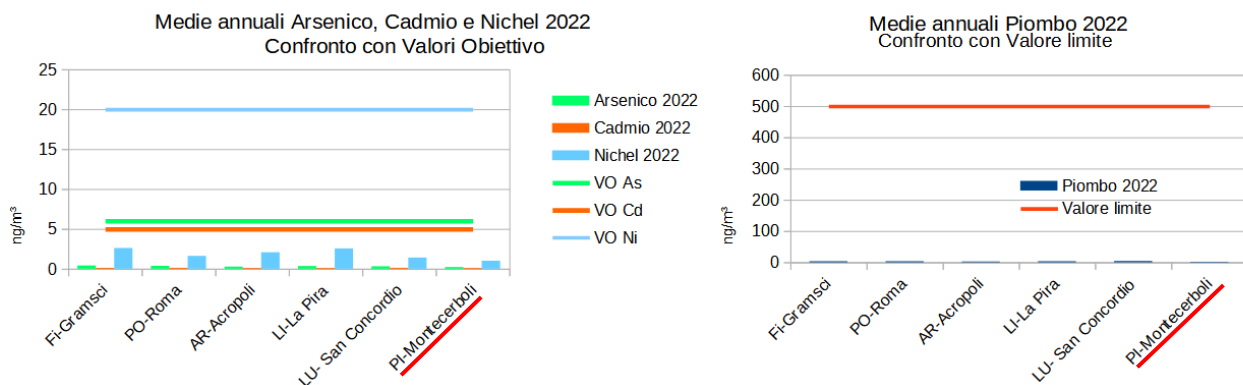 Medie annuali Arsenico, Cadmio e Nichel 2022
Confronto con Valori Obiettivo
25
20
15
10
5
0
ng/m³
Fi-Gramsci
PO-Roma
AR-Acropoli
LI-La Pira
LU- San Concordio
PI-Montecerboli
Arsenico 2022
Cadmio 2022
Nichel 2022
VO As
VO Cd
VO Ni
Medie annuali Piombo 2022
Confronto con Valore limite
600
500
400
300
200
100
0
ng/m³
Piombo 2022
Valore limite
Fi-Gramsci
PO-Roma
AR-Acropoli
LI-La Pira
LU- San Concordio
PI-Montecerboli